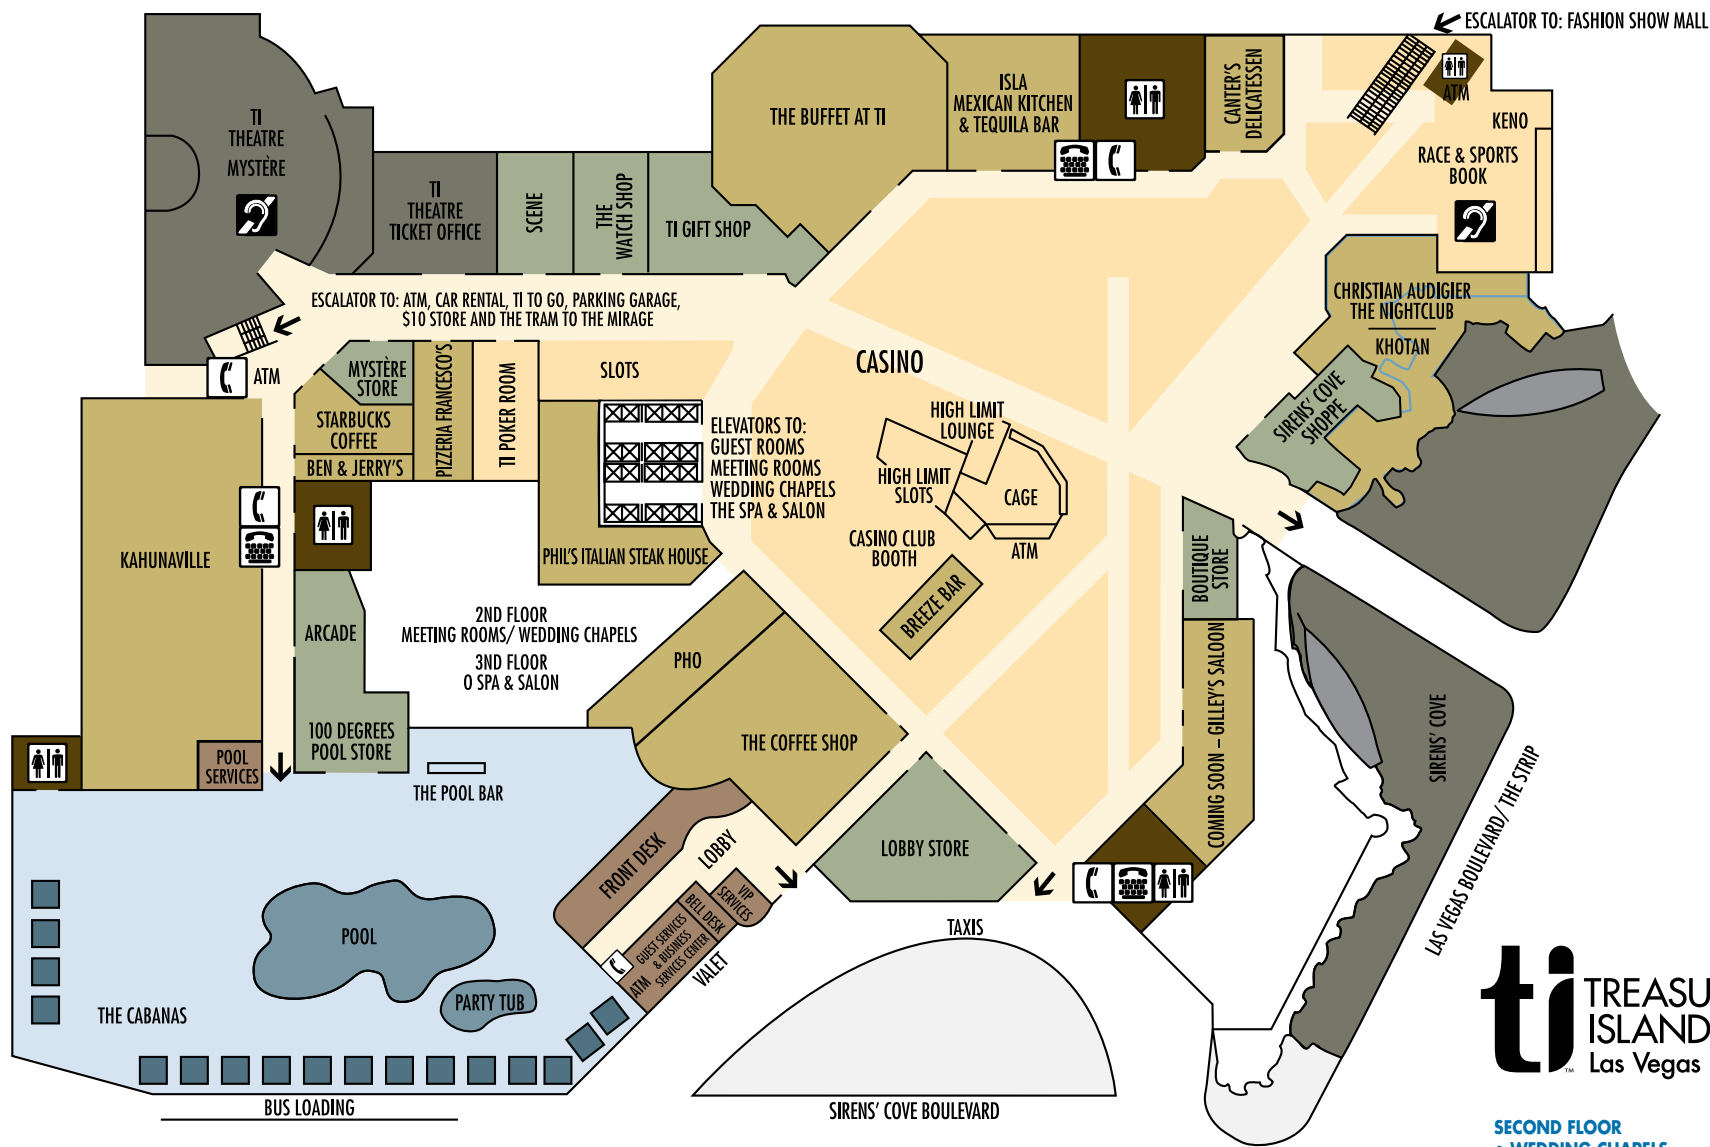 ESCALATOR TO: FASHION SHOW MALL
TI
THEATRE
MYSTÈRE
TI
THEATRE
TICKET OFFICE
SCENE
THE
WATCH SHOP
TI GIFT SHOP
THE BUFFET AT TI
ISLA
MEXICAN KITCHEN
& TEQUILA BAR
CANTER'S
DELICATESSEN
ATM
KENO
RACE & SPORTS
BOOK
ESCALATOR TO: ATM, CAR RENTAL, TI TO GO, PARKING GARAGE,
$10 STORE AND THE TRAM TO THE MIRAGE
CHRISTIAN AUDIGIER
THE NIGHTCLUB
KHOTAN
SIRENS' COVE
SHOPPE
ATM
MYSTÈRE
STORE
STARBUCKS
COFFEE
BEN & JERRY'S
PIZZERIA FRANCESCO'S
TI POKER ROOM
SLOTS
CASINO
ELEVATORS TO:
GUEST ROOMS
MEETING ROOMS
WEDDING CHAPELS
THE SPA & SALON
HIGH LIMIT
LOUNGE
HIGH LIMIT
SLOTS
CAGE
ATM
CASINO CLUB
BOOTH
BREEZE BAR
PHIL'S ITALIAN STEAK HOUSE
KAHUNAVILLE
BOUTIQUE
STORE
ARCADE
2ND FLOOR
MEETING ROOMS/ WEDDING CHAPELS
3ND FLOOR
O SPA & SALON
PHO
100 DEGREES
POOL STORE
POOL
SERVICES
THE COFFEE SHOP
COMING SOON – GILLEY'S SALOON
SIRENS' COVE
LAS VEGAS BOULEVARD/ THE STRIP
THE POOL BAR
FRONT DESK
LOBBY
LOBBY STORE
VIP
SERVICES
BELL DESK
GUEST SERVICES
& BUSINESS
SERVICES CENTER
ATM
VALET
TAXIS
POOL
PARTY TUB
THE CABANAS
BUS LOADING
SIRENS' COVE BOULEVARD
ti
TREASU
ISLAND
Las Vegas
TM
SECOND FLOOR
• WEDDING CHAPELS